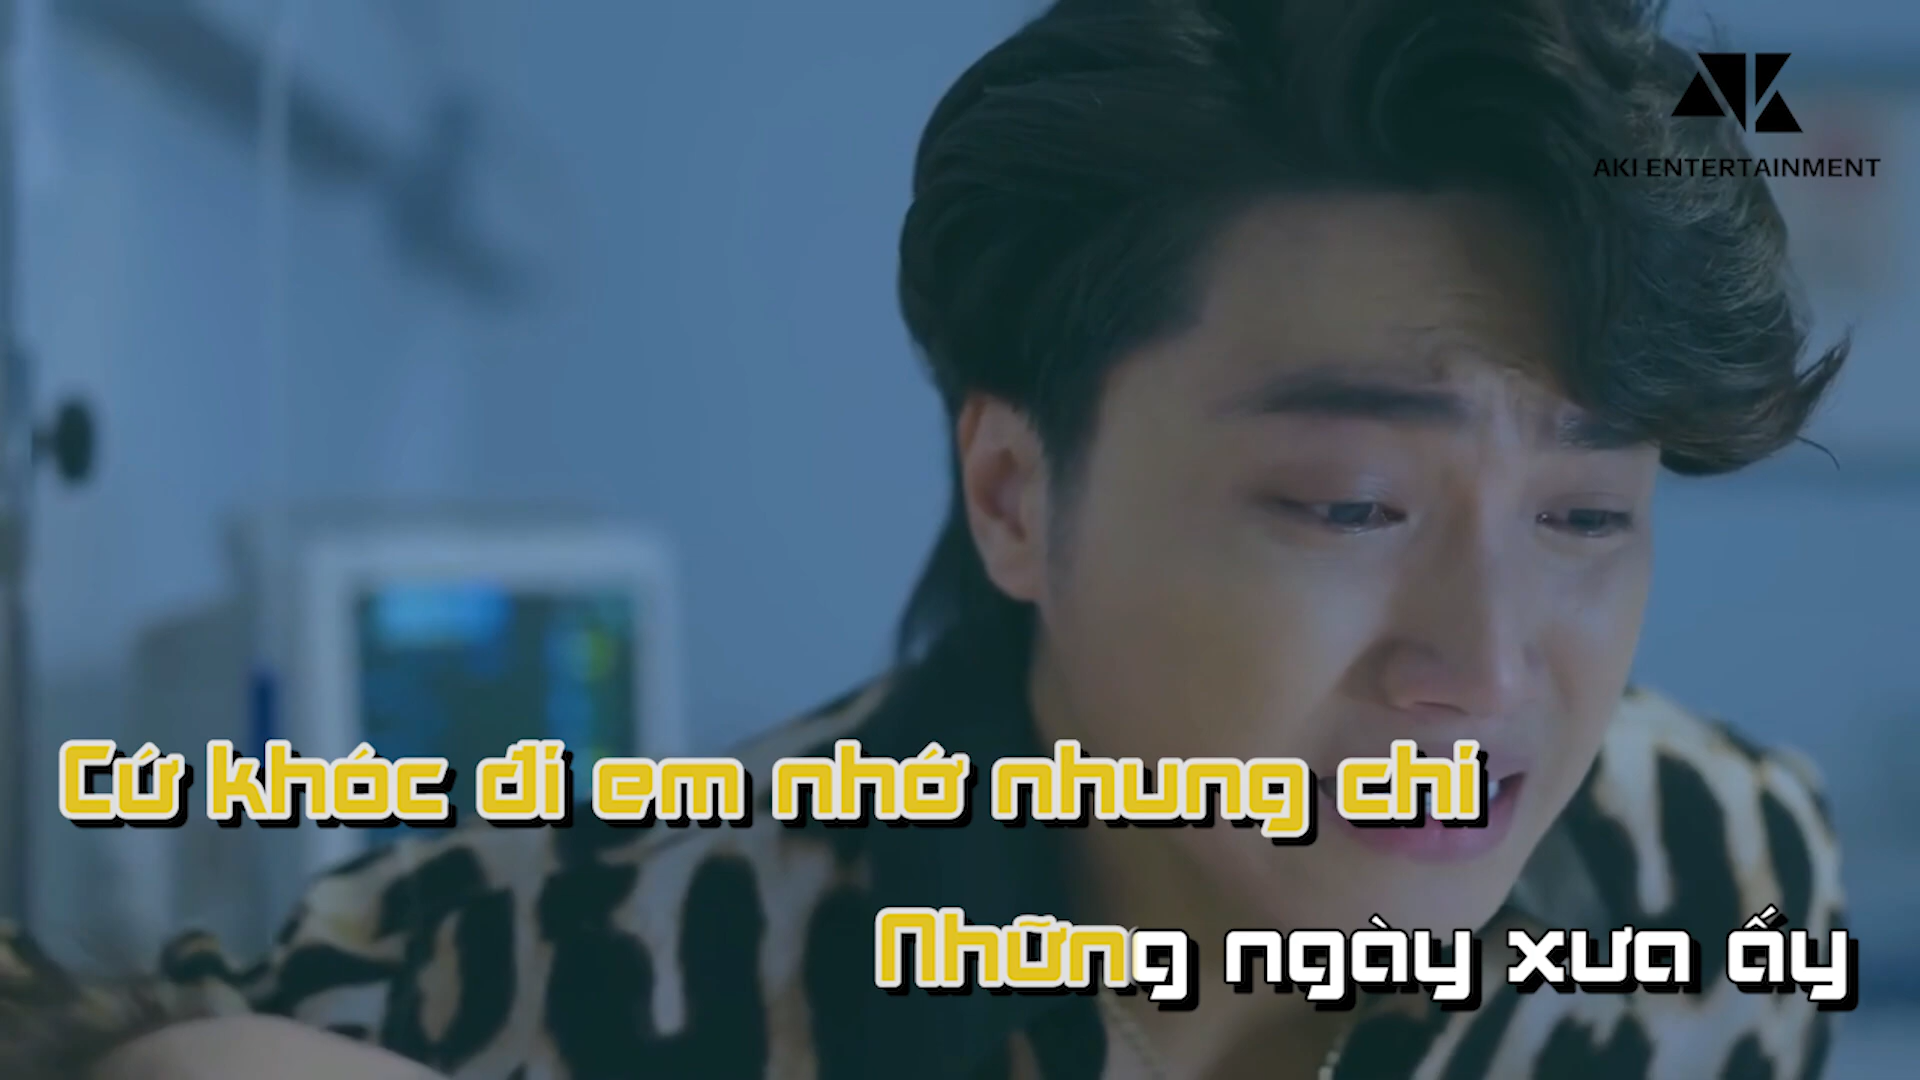 AKI ENTERTAINMENT
Cứ khóc đi em nhớ nhung chi
Những ngày xưa ấy